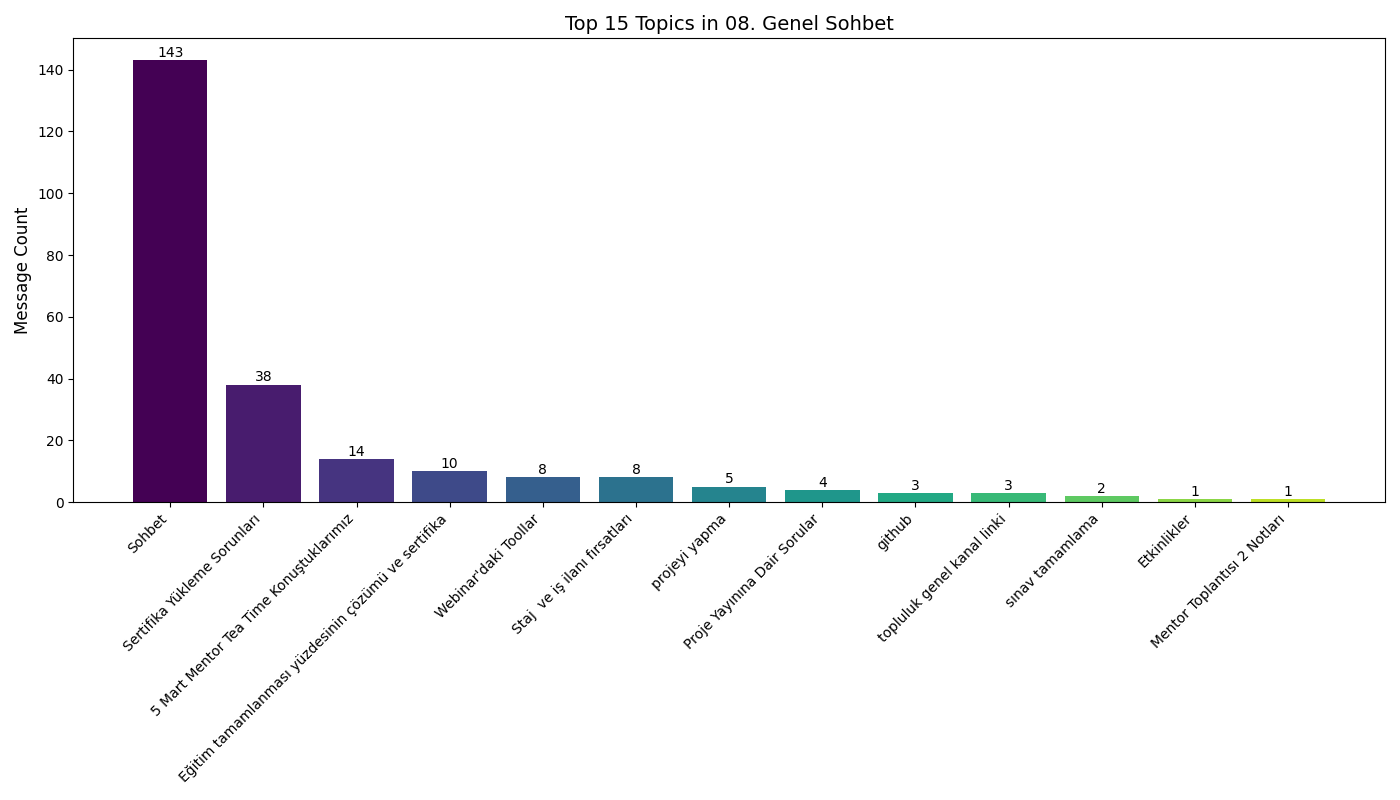 Top 15 Topics in 08. Genel Sohbet
Message Count
140
120
100
80
60
40
20
0
143
38
14
10
8
8
5
4
3
3
2
1
1
Sohbet
Sertifika Yükleme Sorunları
5 Mart Mentor Tea Time Konuştuklarımız
Eğitim tamamlanması yüzdesinin çözümü ve sertifika
Webinar'daki Toollar
Staj  ve iş ilanı fırsatları
projeyi yapma
Proje Yayınına Dair Sorular
github
topluluk genel kanal linki
sınav tamamlama
Etkinlikler
Mentor Toplantısı 2 Notları